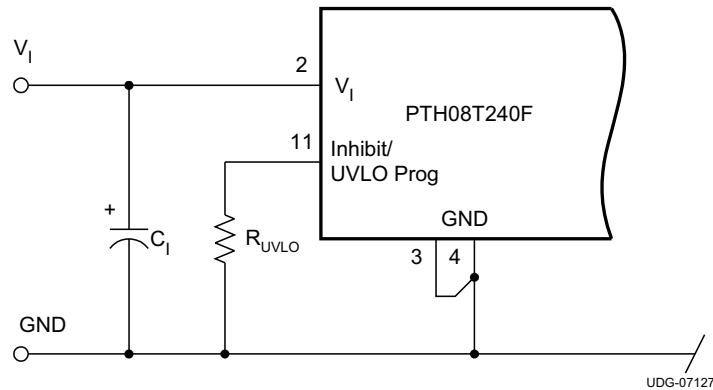 V_I
2
V_I
PTH08T240F
11
Inhibit/
UVLO Prog
GND
+
C_I
R_UVLO
3
4
GND
UDG-07127